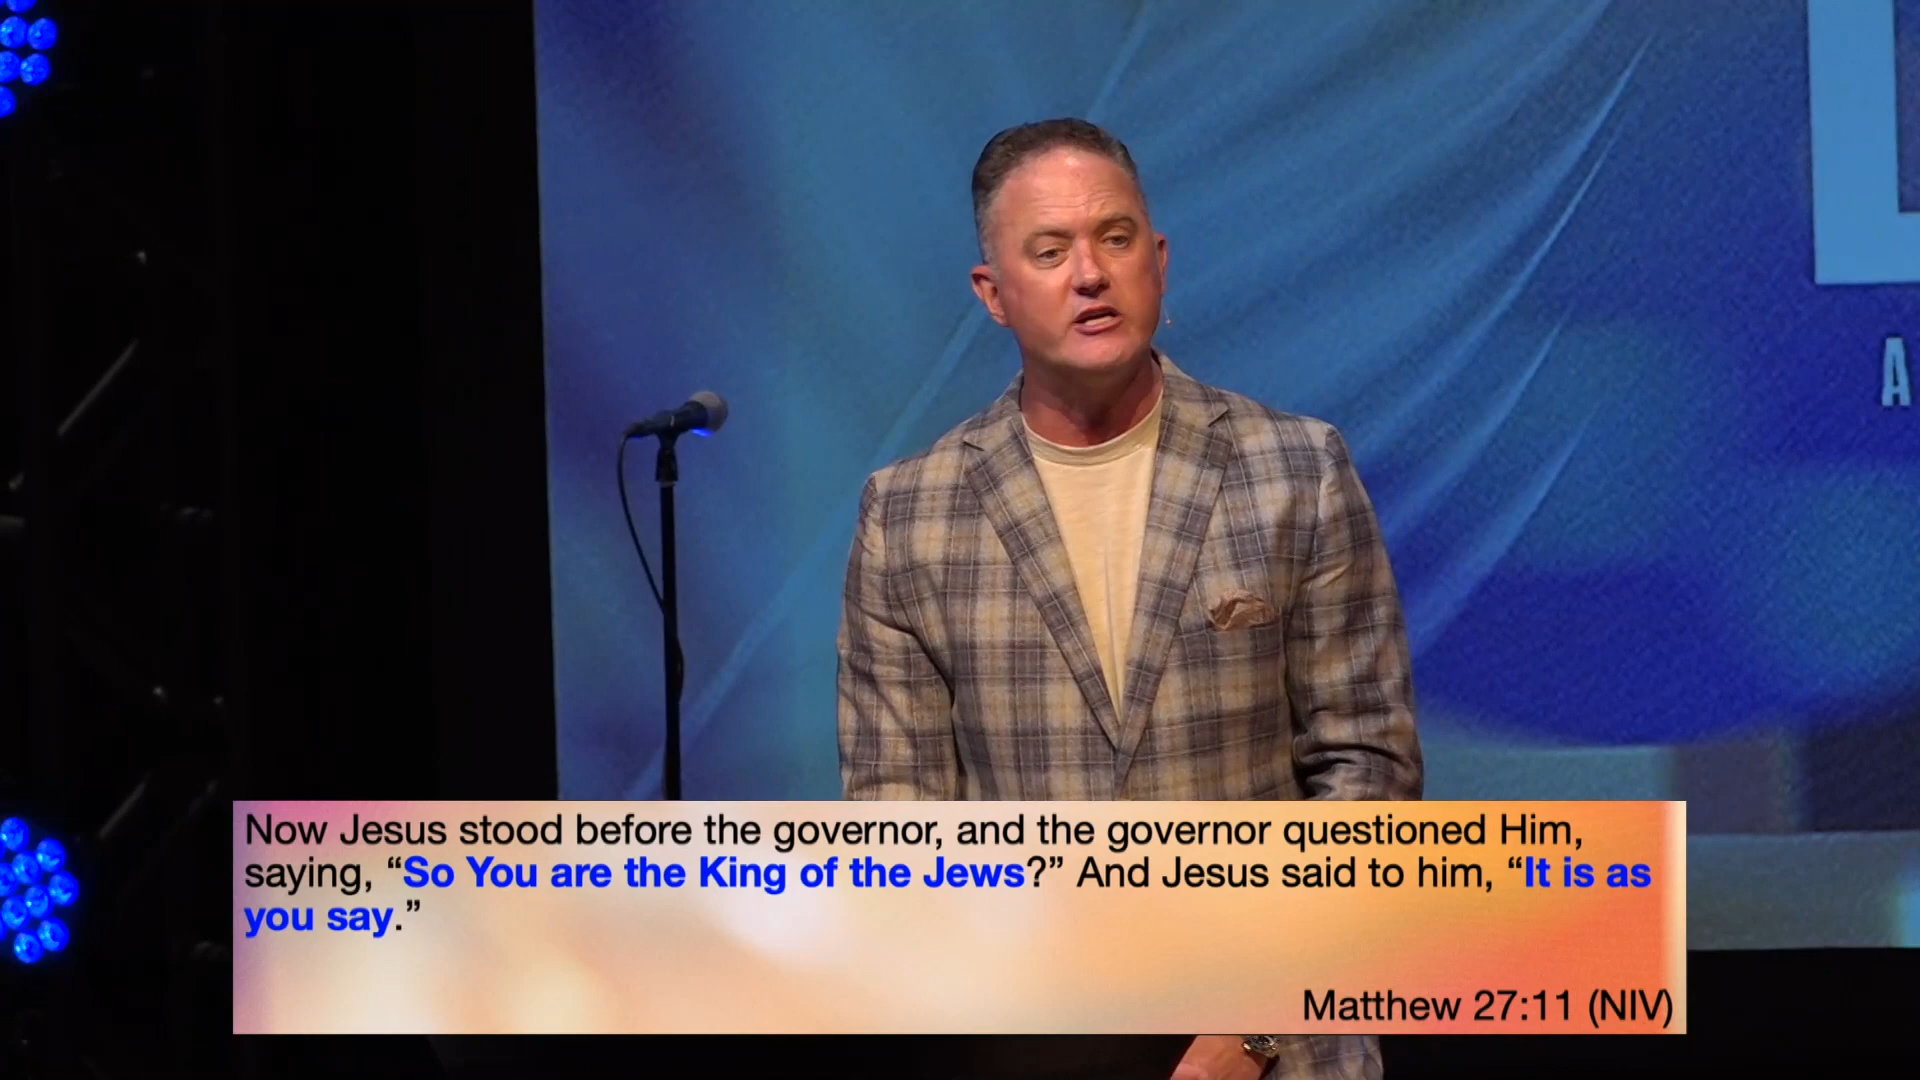 L
A
Now Jesus stood before the governor, and the governor questioned Him,
saying, “So You are the King of the Jews?” And Jesus said to him, “It is as
you say.”
Matthew 27:11 (NIV)